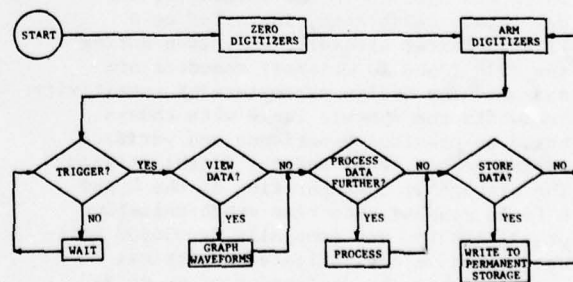 START
ZERO
DIGITIZERS
ARM
DIGITIZERS
TRIGGER?
YES
VIEW
DATA?
NO
PROCESS
DATA
FURTHER?
NO
STORE
DATA?
NO
NO
YES
YES
YES
WAIT
GRAPH
WAVEFORMS
PROCESS
WRITE TO
PERMANENT
STORAGE